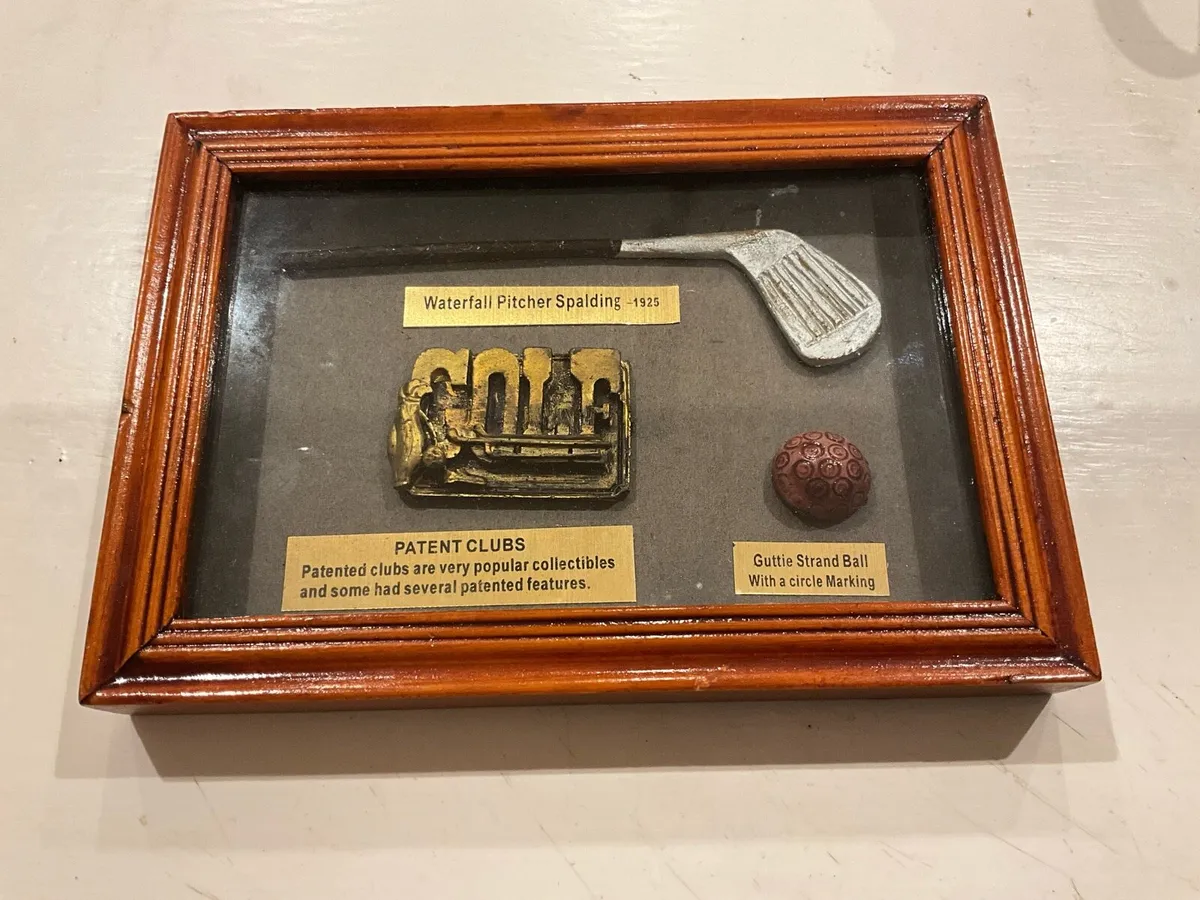 Waterfall Pitcher Spalding –1925
GOLF
PATENT CLUBS
Patented clubs are very popular collectibles
and some had several patented features.
Guttie Strand Ball
With a circle Marking